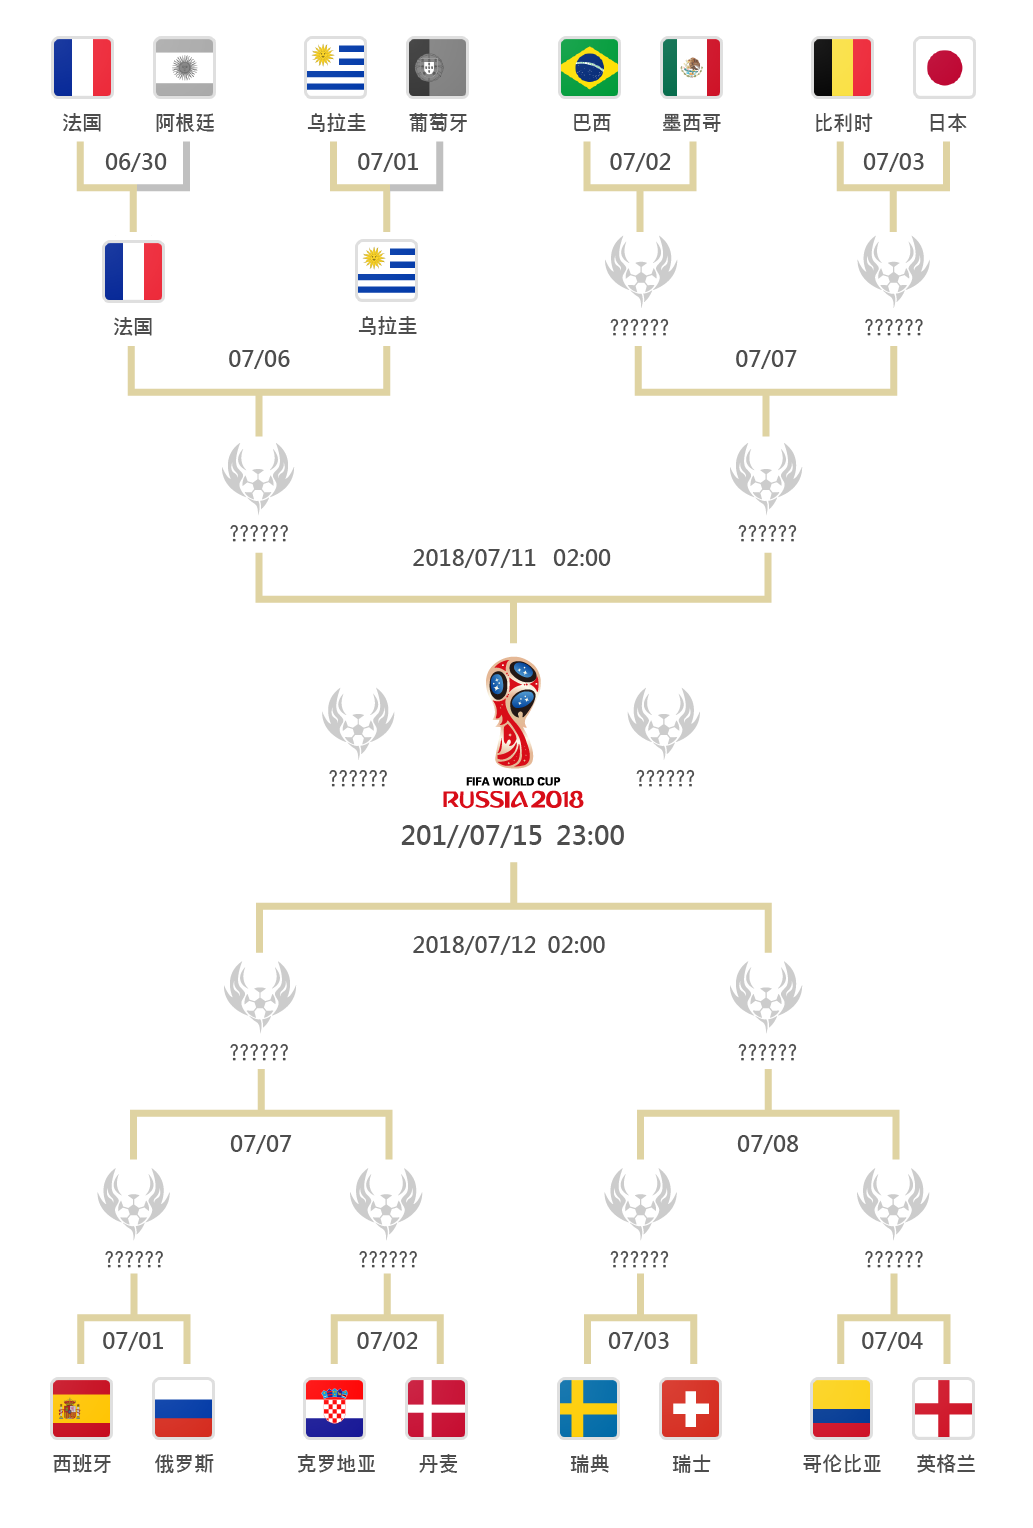 法国 阿根廷 乌拉圭 葡萄牙 巴西 墨西哥 比利时 日本
06/30 07/01 07/02 07/03
法国 乌拉圭 ?????? ??????
07/06 07/07
?????? ??????
2018/07/11 02:00
?????? ??????
FIFA WORLD CUP
RUSSIA 2018
201//07/15 23:00
2018/07/12 02:00
?????? ??????
07/07 07/08
?????? ?????? ?????? ??????
07/01 07/02 07/03 07/04
西班牙 俄罗斯 克罗地亚 丹麦 瑞典 瑞士 哥伦比亚 英格兰